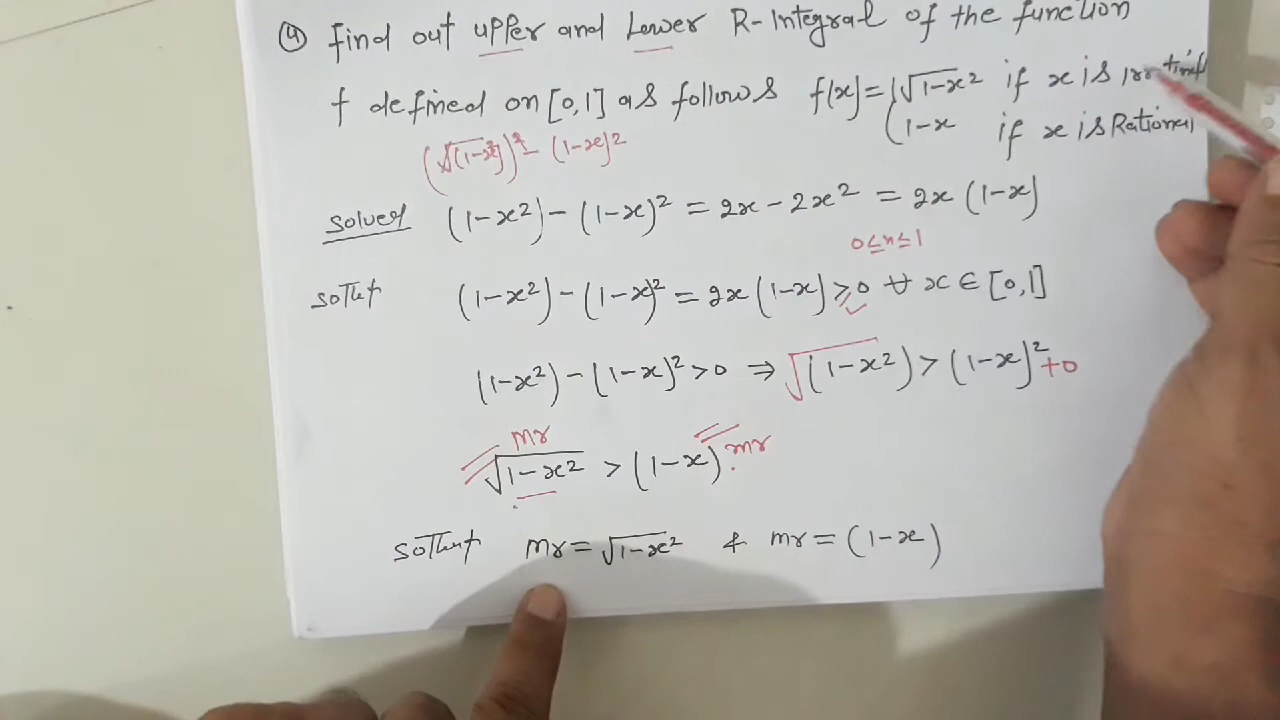 ④ Find out upper and Lower R-Integral of the function
f defined on [0,1] as follows f(x) = { √1-x² if x is
1-x if x is Rational
(√(1-x²))² - (1-x)²
Solved (1-x²) - (1-x)² = 2x - 2x² = 2x (1-x)
0≤x≤1
so that (1-x²) - (1-x)² = 2x (1-x) ≥ 0 ∀ x ∈ [0,1]
(1-x²) - (1-x)² > 0 ⇒ √(1-x²) > (1-x)² + 0
Mr
√1-x² > (1-x) mr
so that Mr = √1-x² & mr = (1-x)